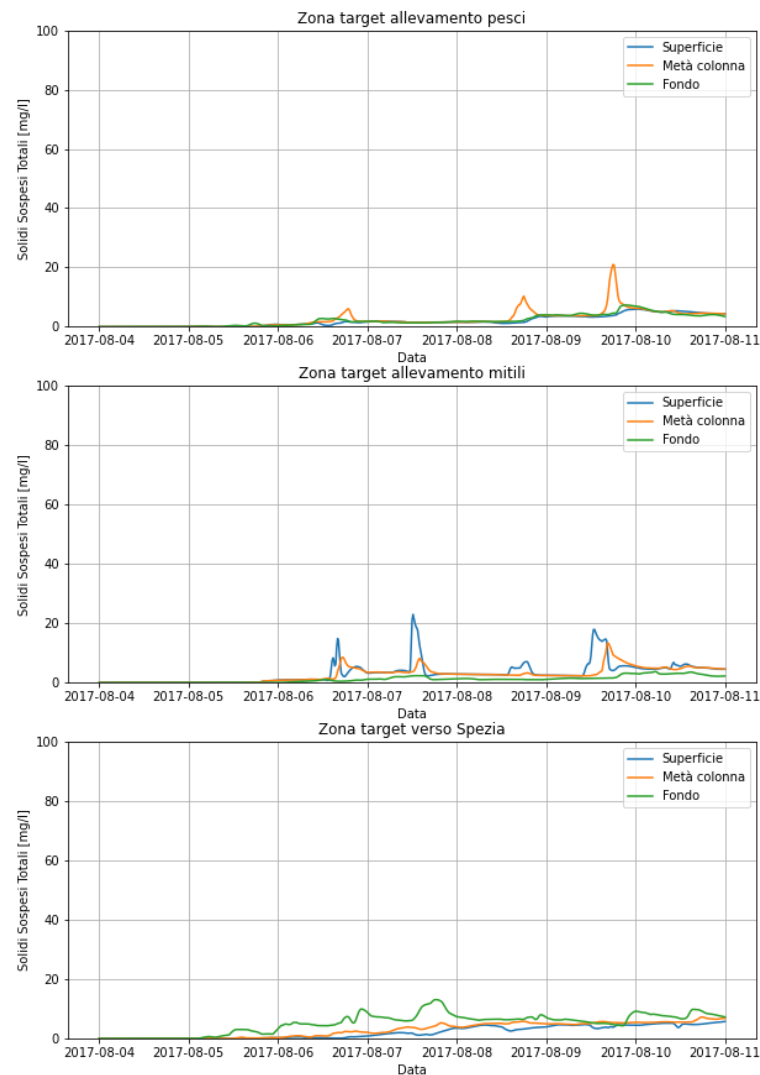 Zona target allevamento pesci
100
80
60
40
20
0
Solidi Sospesi Totali [mg/l]
Superficie
Metà colonna
Fondo
2017-08-04 2017-08-05 2017-08-06 2017-08-07 2017-08-08 2017-08-09 2017-08-10 2017-08-11
Data
Zona target allevamento mitili
100
80
60
40
20
0
Solidi Sospesi Totali [mg/l]
Superficie
Metà colonna
Fondo
2017-08-04 2017-08-05 2017-08-06 2017-08-07 2017-08-08 2017-08-09 2017-08-10 2017-08-11
Data
Zona target verso Spezia
100
80
60
40
20
0
Solidi Sospesi Totali [mg/l]
Superficie
Metà colonna
Fondo
2017-08-04 2017-08-05 2017-08-06 2017-08-07 2017-08-08 2017-08-09 2017-08-10 2017-08-11
Data